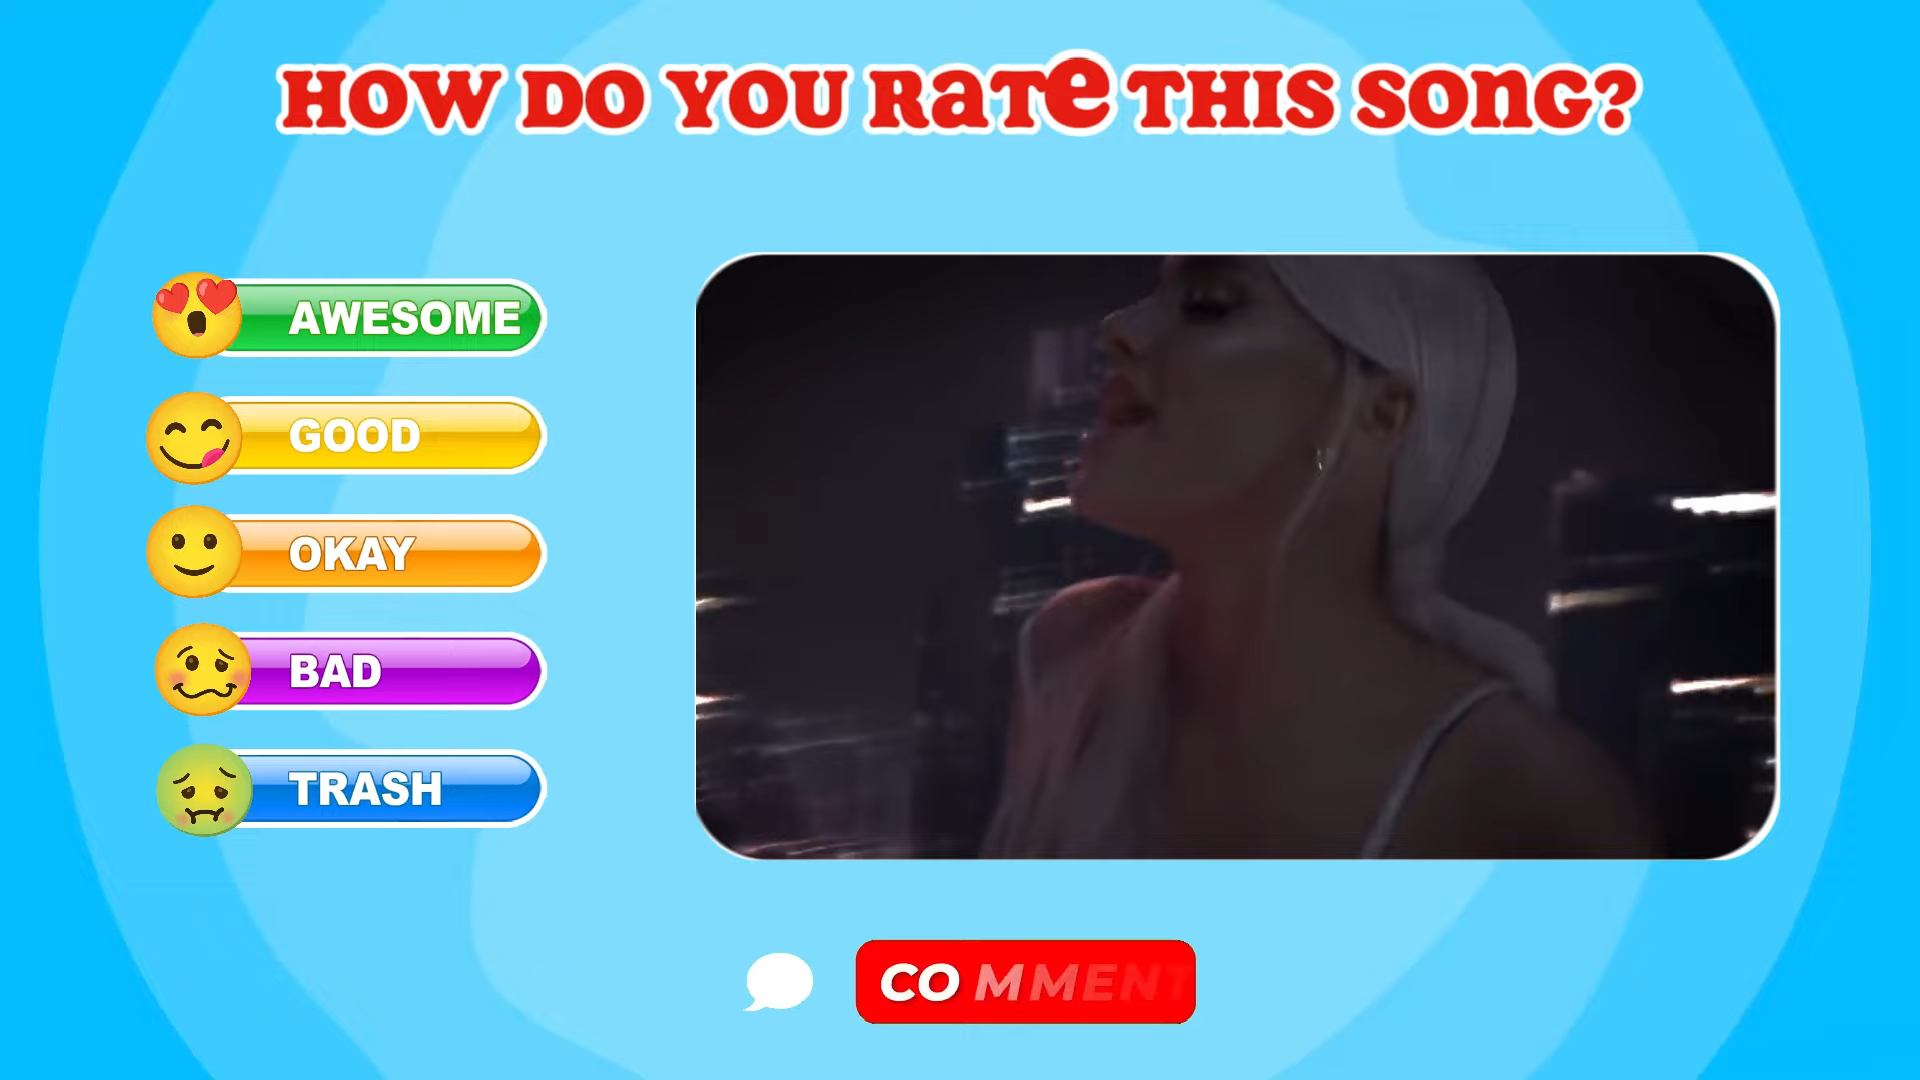 HOW DO YOU RaTe THIS SOnG?
AWESOME
GOOD
OKAY
BAD
TRASH
COMMENT